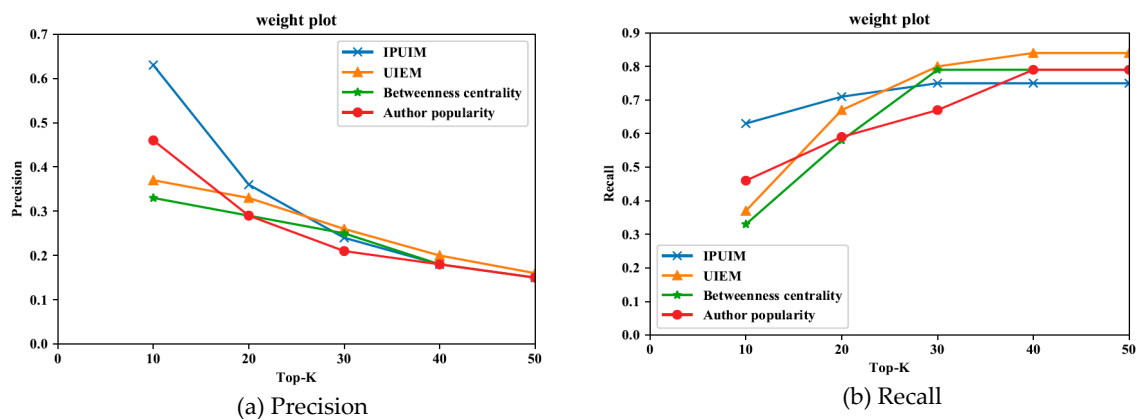 weight plot
0.7
0.6
0.5
0.4
0.3
0.2
0.1
0.0
Precision
IPUIM
UIEM
Betweenness centrality
Author popularity
0 10 20 30 40 50
Top-K
(a) Precision
weight plot
0.9
0.8
0.7
0.6
0.5
0.4
0.3
0.2
0.1
0.0
Recall
IPUIM
UIEM
Betweenness centrality
Author popularity
0 10 20 30 40 50
Top-K
(b) Recall